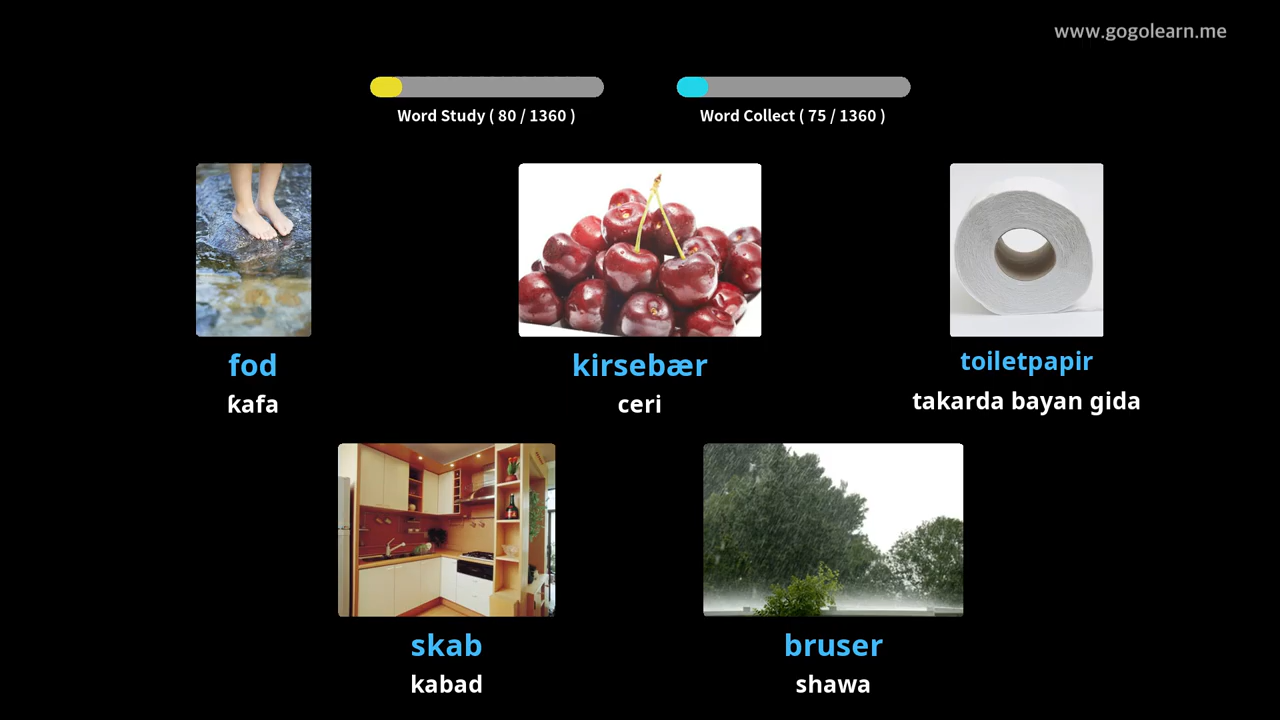 www.gogolearn.me
Word Study ( 80 / 1360 )
Word Collect ( 75 / 1360 )
fod
ƙafa
kirsebær
ceri
toiletpapir
takarda bayan gida
skab
kabad
bruser
shawa